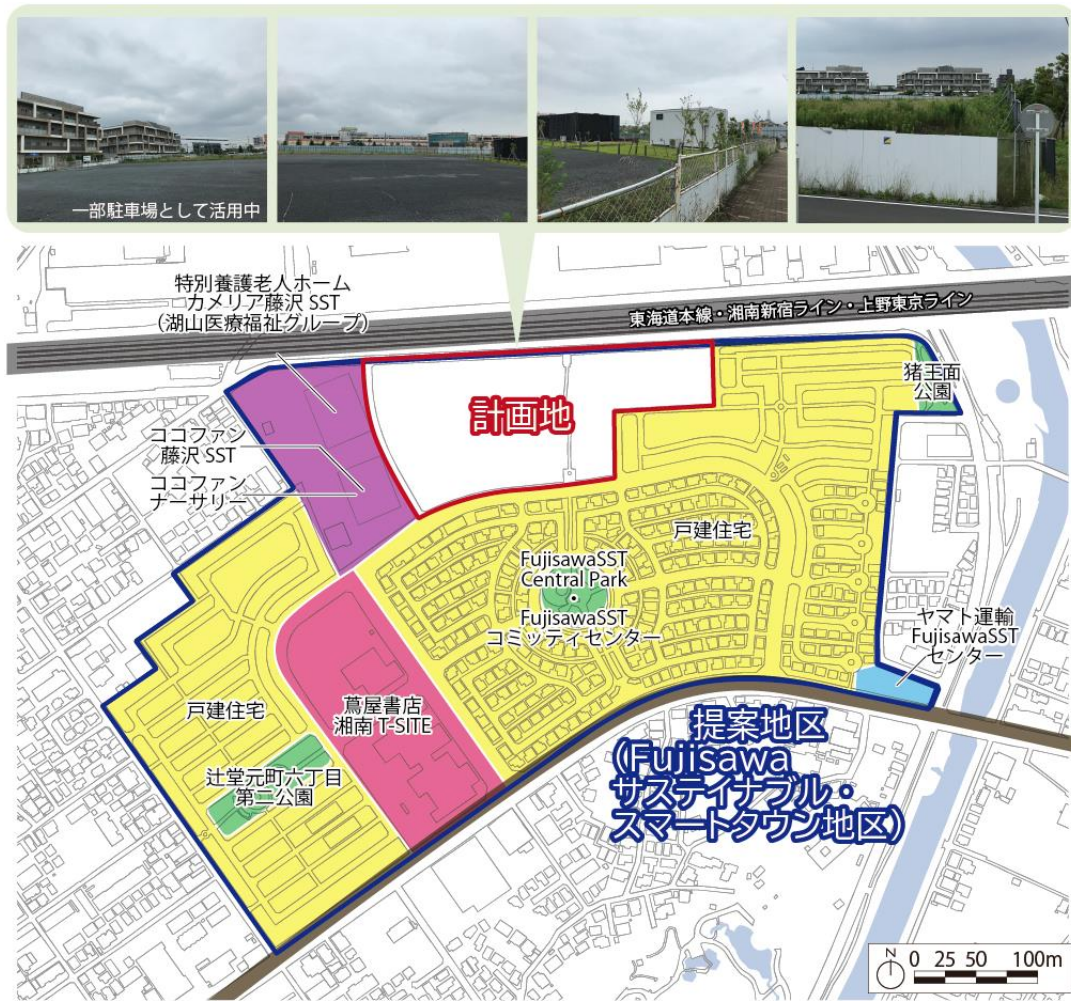 一部駐車場として活用中
特別養護老人ホーム
カメリア藤沢 SST
(湖山医療福祉グループ)
東海道本線・湘南新宿ライン・上野東京ライン
猪王面
公園
計画地
ココファン
藤沢 SST
ココファン
ナーサリー
戸建住宅
FujisawaSST
Central Park
FujisawaSST
コミッティセンター
ヤマト運輸
FujisawaSST
センター
戸建住宅
蔦屋書店
湘南 T-SITE
辻堂元町六丁目
第二公園
提案地区
(Fujisawa
サスティナブル・
スマートタウン地区)
N
0 25 50 100m